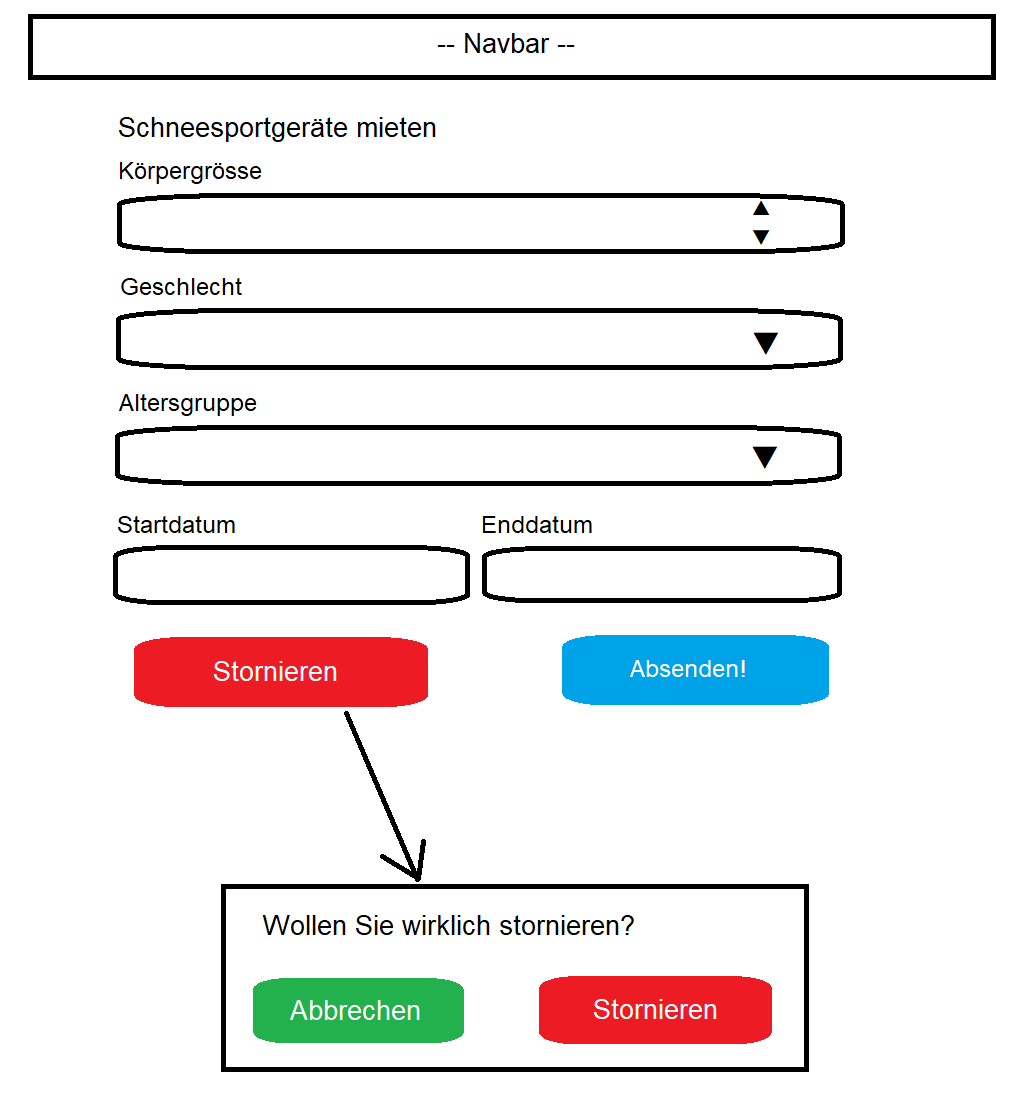 -- Navbar --
Schneesportgeräte mieten
Körpergrösse
Geschlecht
Altersgruppe
Startdatum Enddatum
Stornieren Absenden!
Wollen Sie wirklich stornieren?
Abbrechen Stornieren